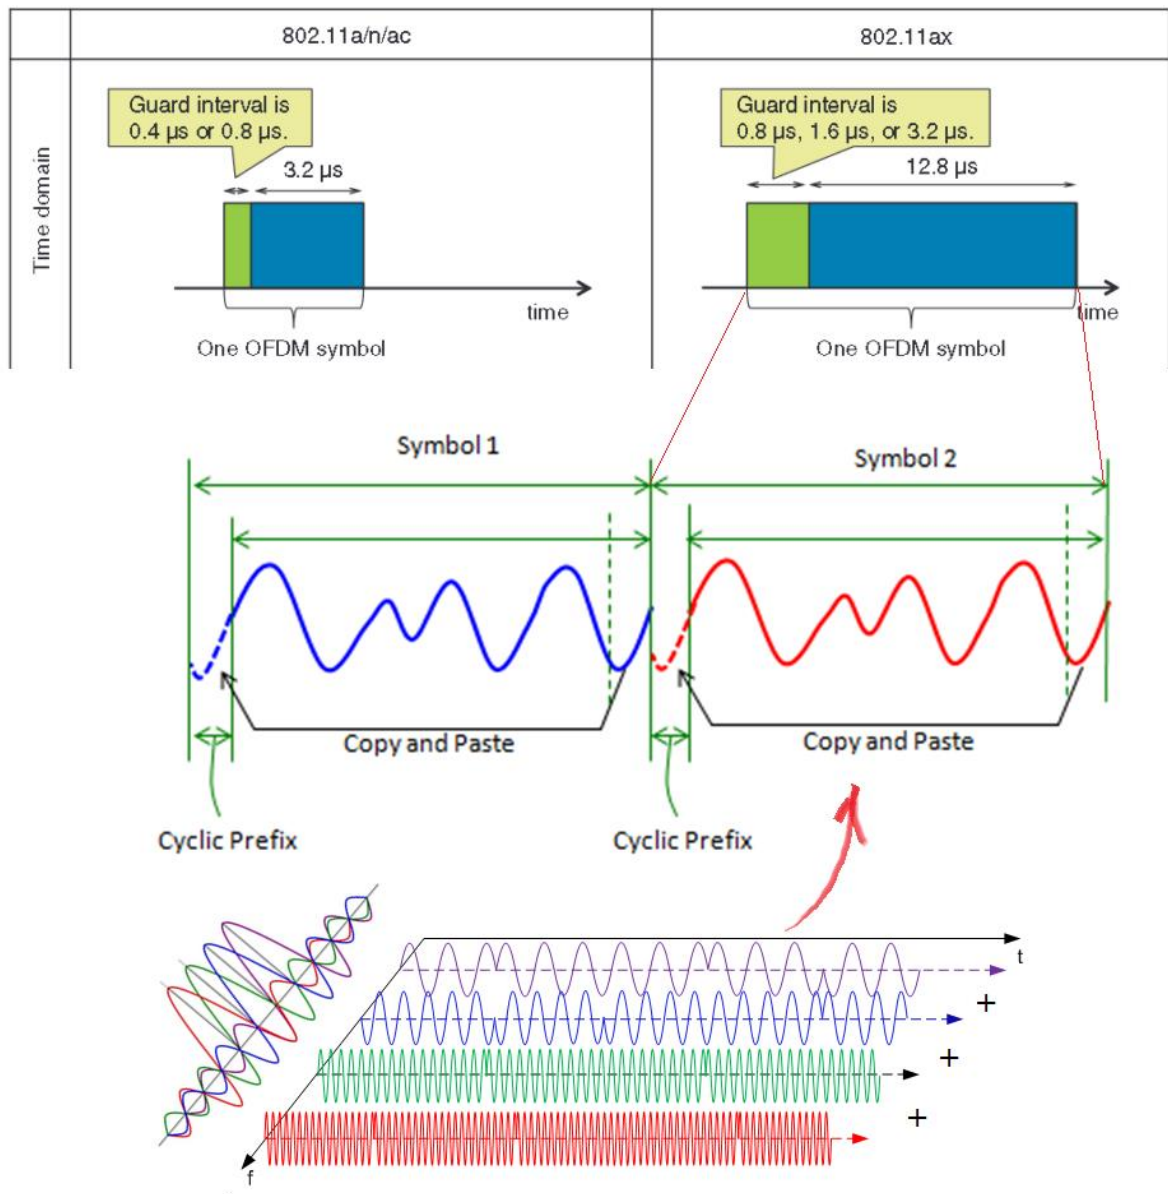 802.11a/n/ac
802.11ax
Time domain
Guard interval is
0.4 µs or 0.8 µs.
3.2 µs
time
One OFDM symbol
Guard interval is
0.8 µs, 1.6 µs, or 3.2 µs.
12.8 µs
time
One OFDM symbol
Symbol 1
Symbol 2
Copy and Paste
Copy and Paste
Cyclic Prefix
Cyclic Prefix
t
+
+
+
f